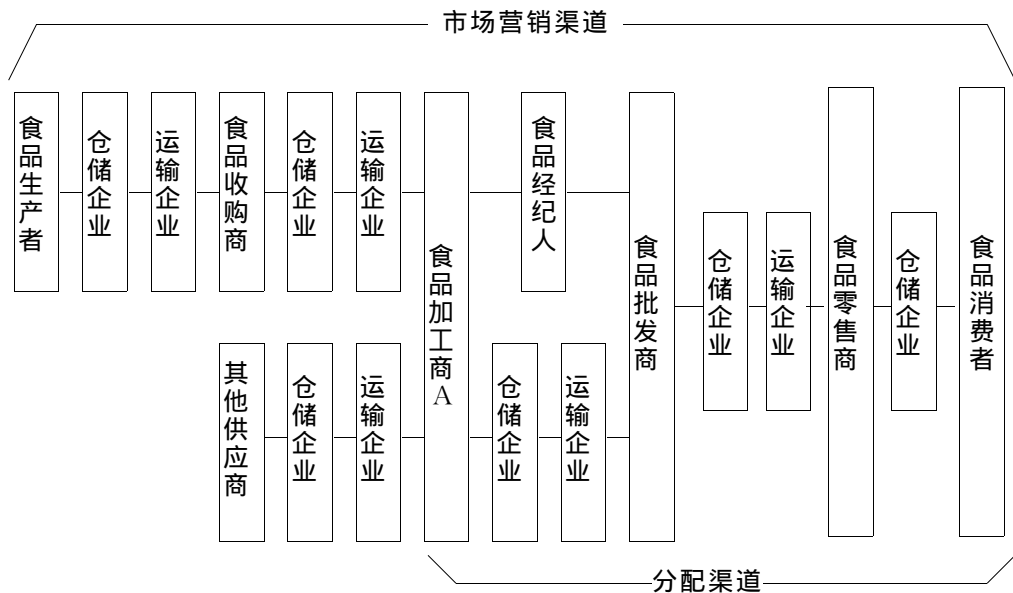 市场营销渠道
食品生产者
仓储企业
运输企业
食品收购商
仓储企业
运输企业
食品加工商A
食品经纪人
食品批发商
仓储企业
运输企业
食品零售商
仓储企业
食品消费者
其他供应商
仓储企业
运输企业
仓储企业
运输企业
分配渠道